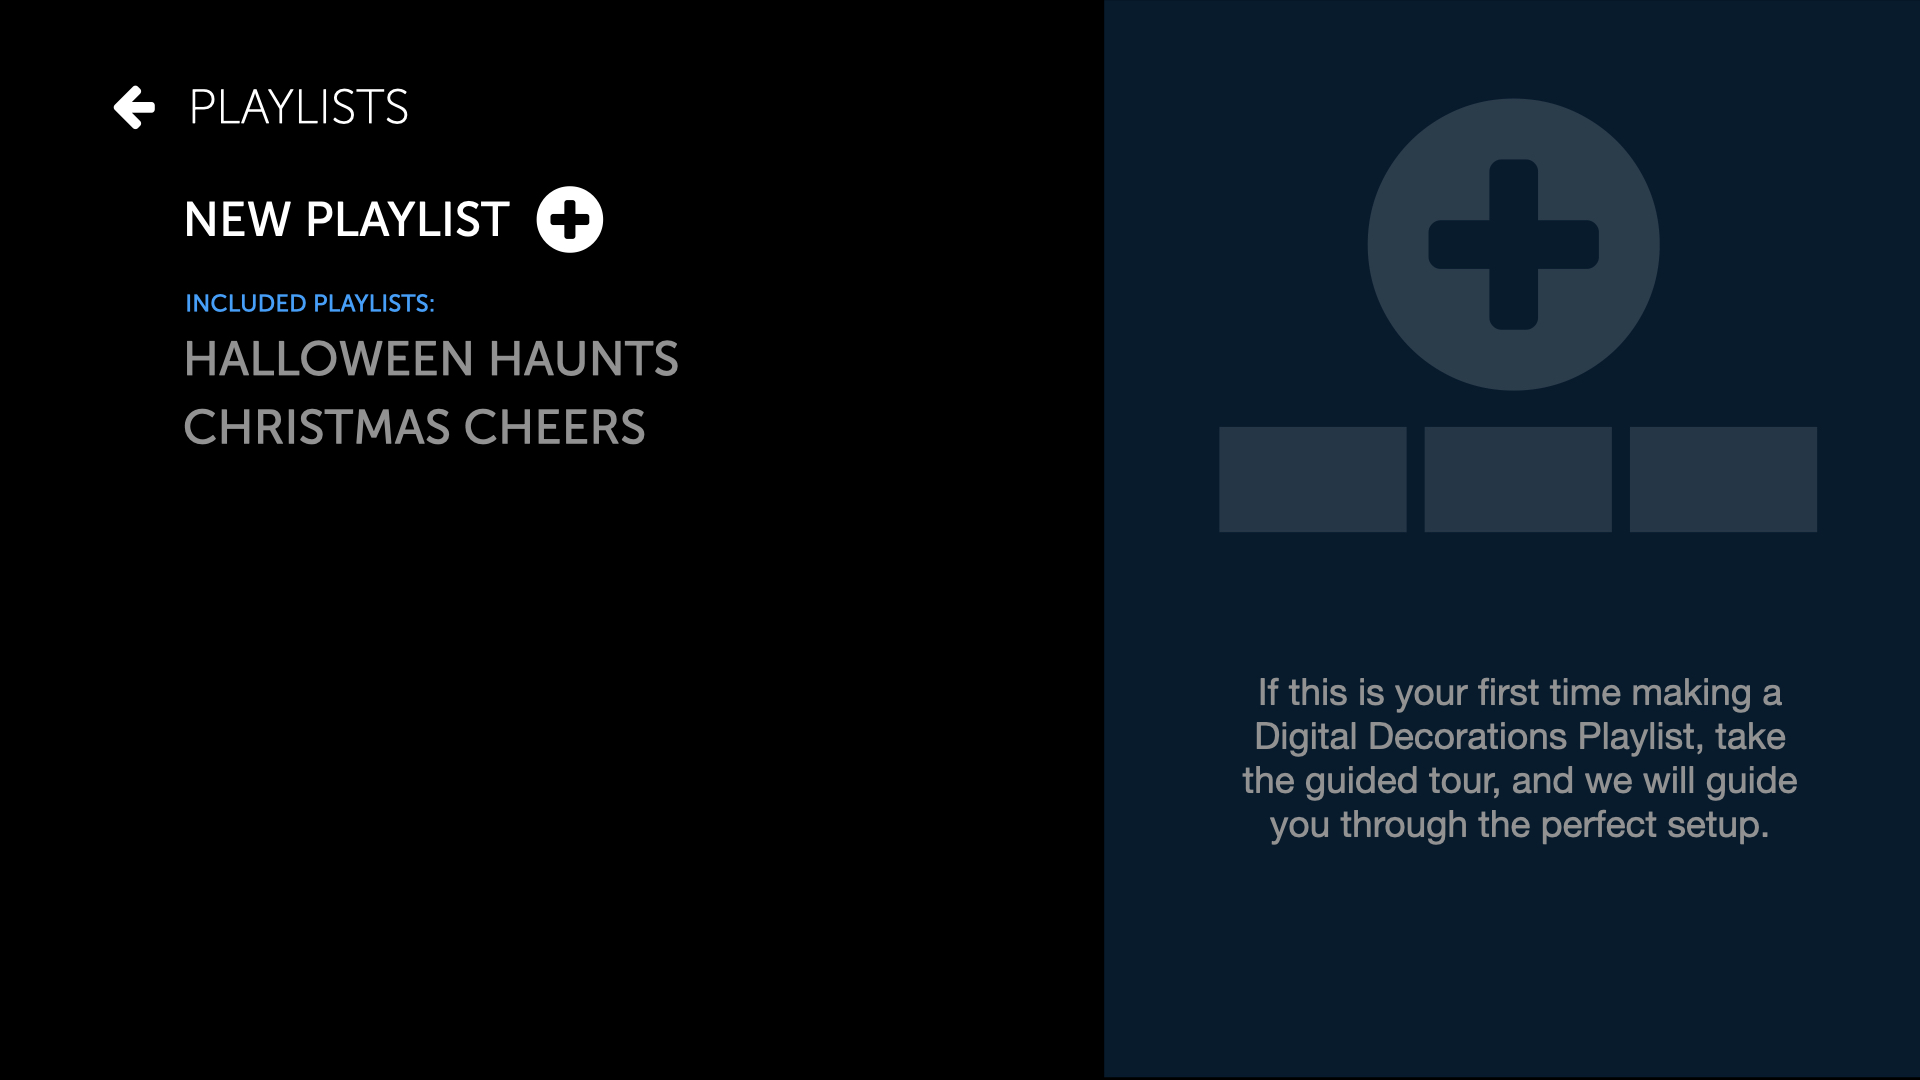 PLAYLISTS
NEW PLAYLIST
INCLUDED PLAYLISTS:
HALLOWEEN HAUNTS
CHRISTMAS CHEERS
If this is your first time making a
Digital Decorations Playlist, take
the guided tour, and we will guide
you through the perfect setup.